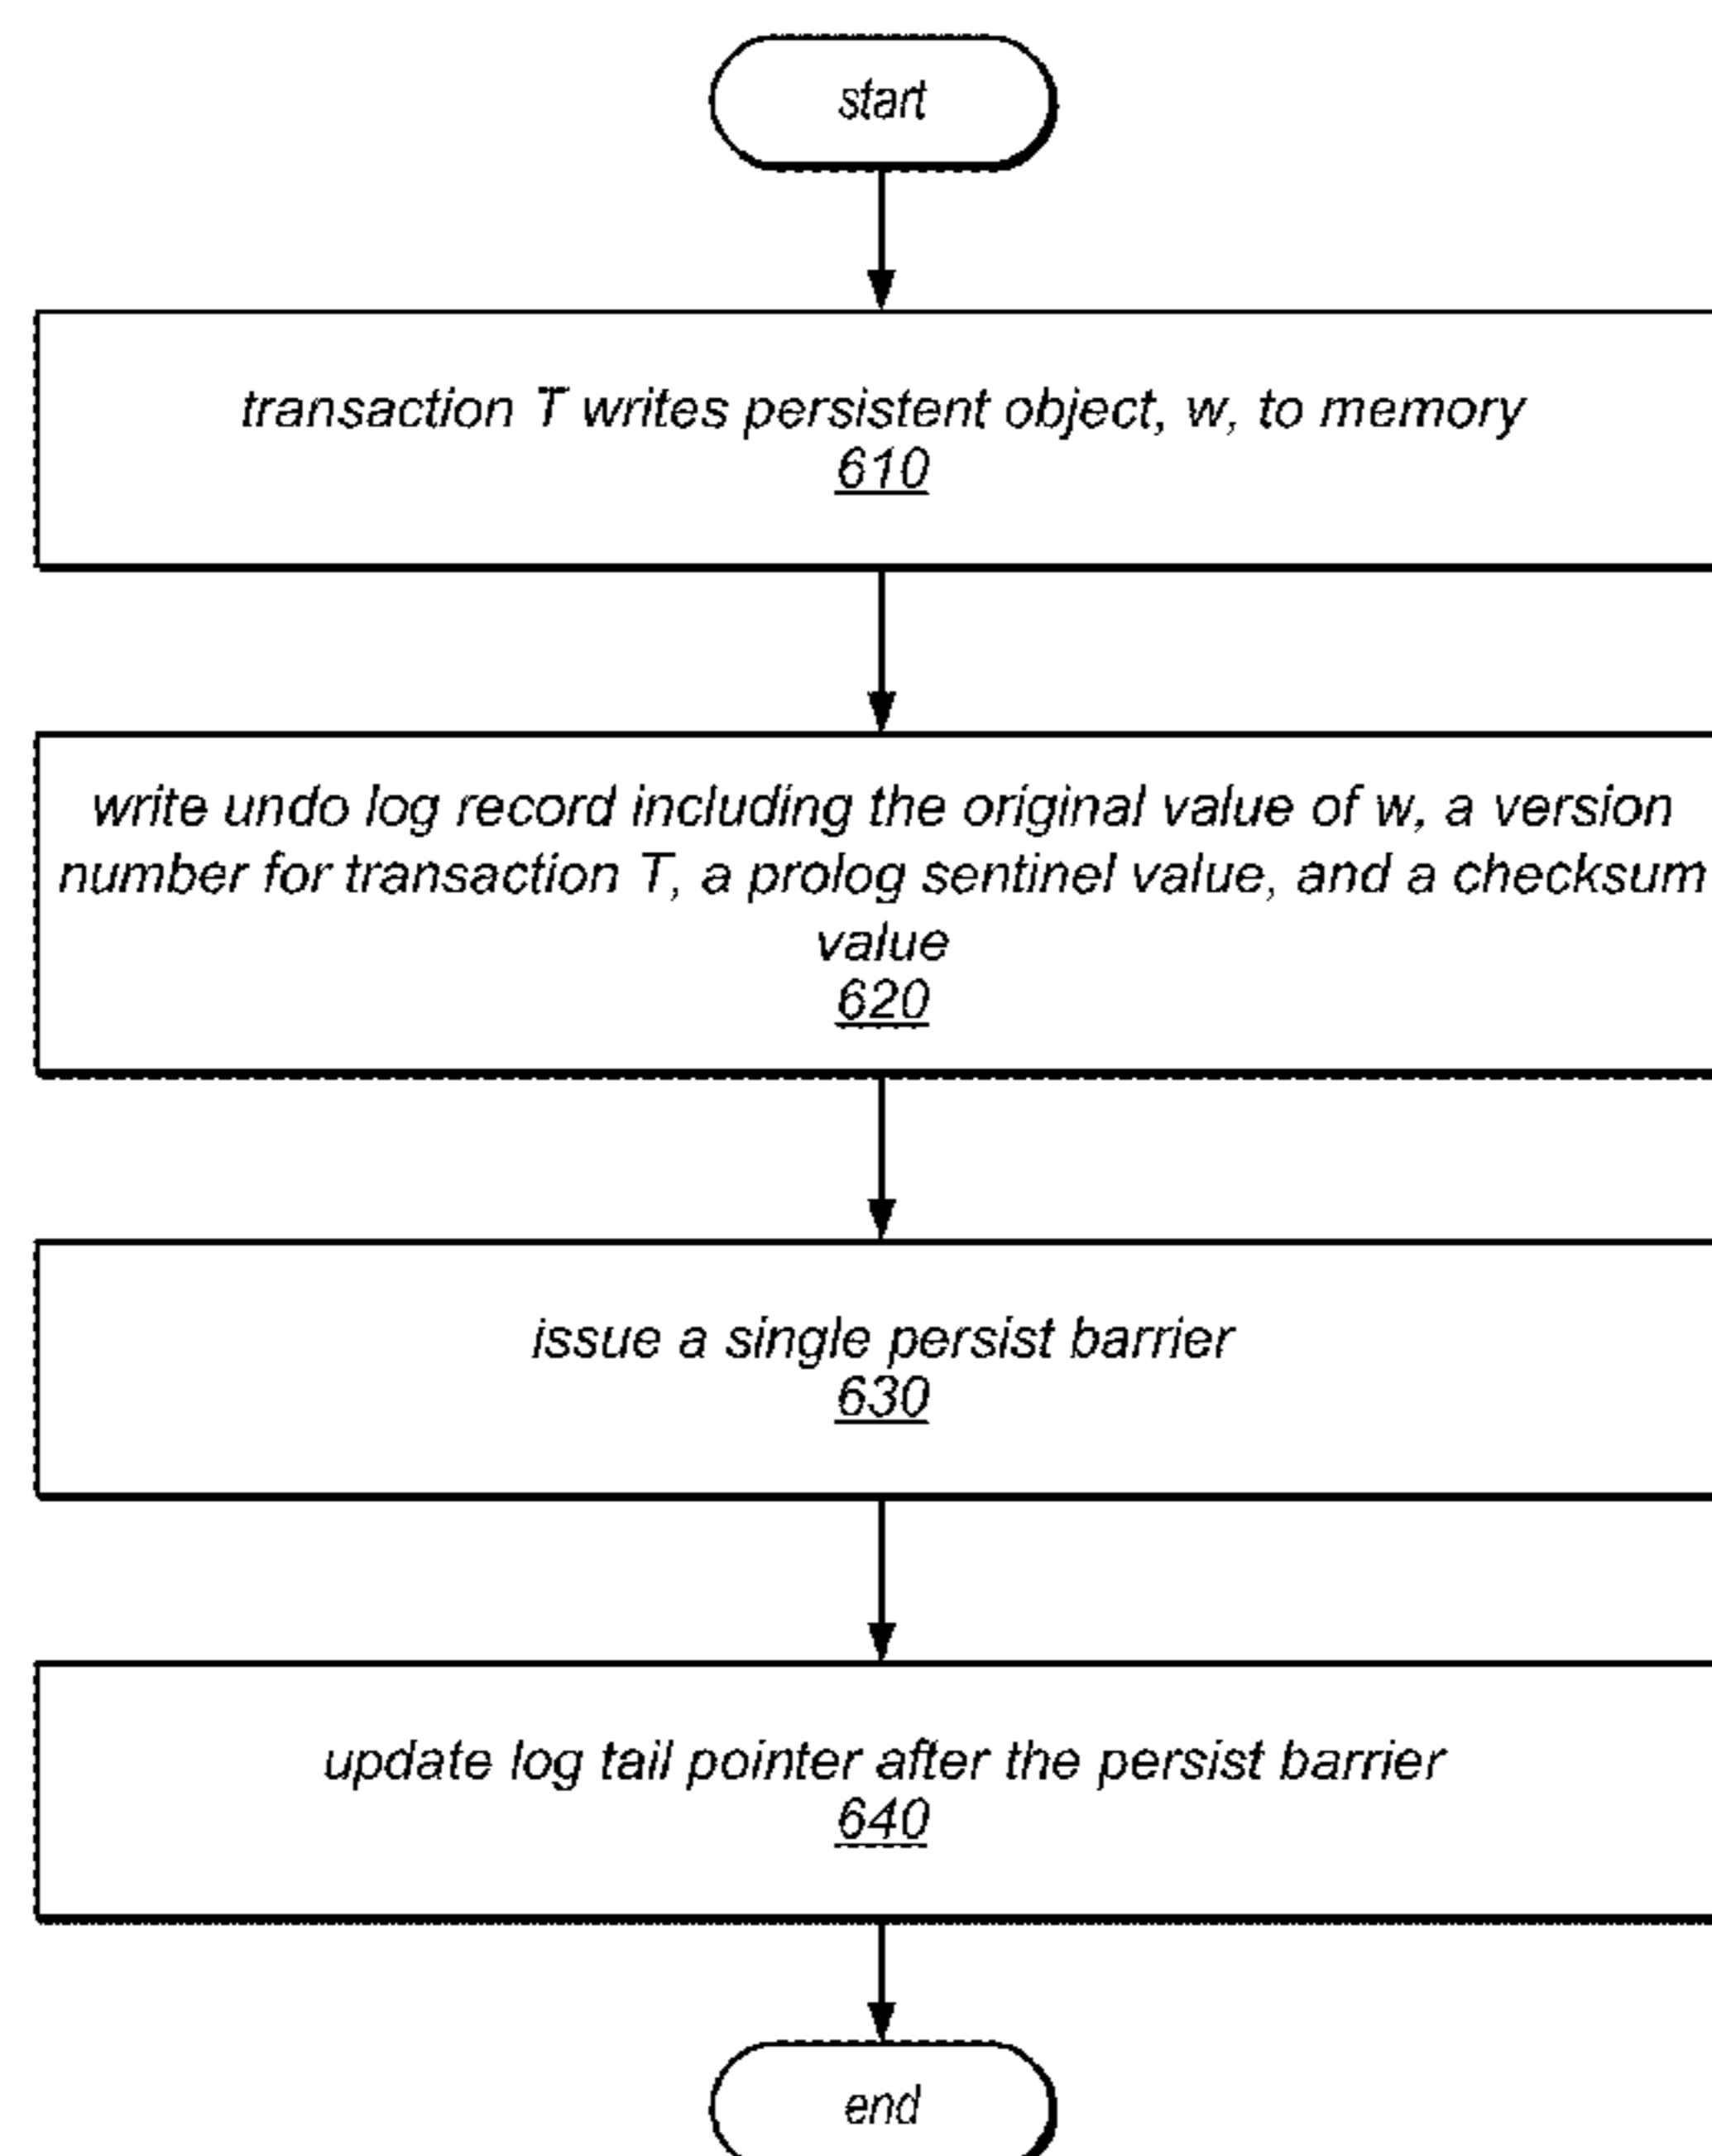 start
transaction T writes persistent object, w, to memory
610
write undo log record including the original value of w, a version
number for transaction T, a prolog sentinel value, and a checksum
value
620
issue a single persist barrier
630
update log tail pointer after the persist barrier
640
end